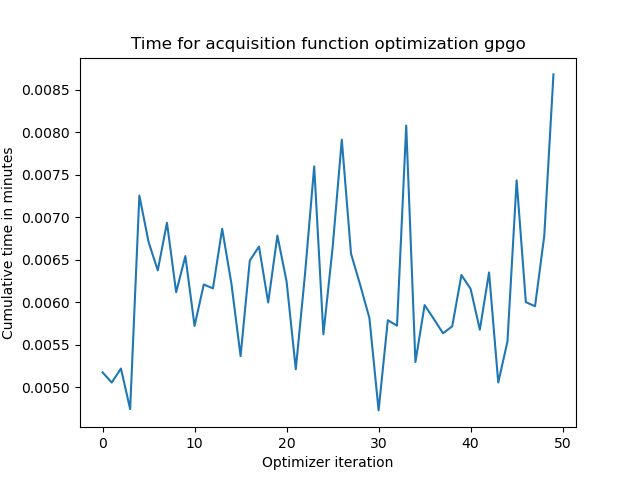 Time for acquisition function optimization gpgo
Cumulative time in minutes
0.0085
0.0080
0.0075
0.0070
0.0065
0.0060
0.0055
0.0050
0 10 20 30 40 50
Optimizer iteration